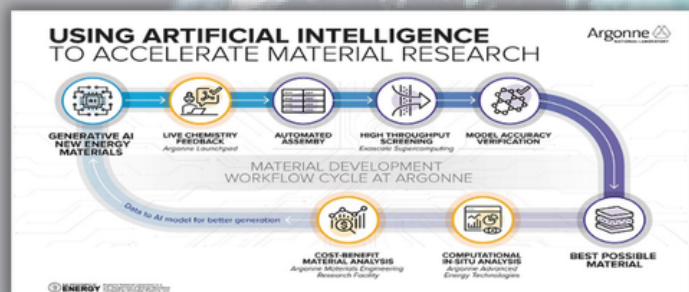 USING ARTIFICIAL INTELLIGENCE
TO ACCELERATE MATERIAL RESEARCH
Argonne
NATIONAL LABORATORY
AI
GENERATIVE AI
NEW ENERGY
MATERIALS
LIVE CHEMISTRY
FEEDBACK
Argonne Launchpad
AUTOMATED
ASSEMBY
HIGH THROUGHPUT
SCREENING
Exascale Supercomputing
MODEL ACCURACY
VERIFICATION
MATERIAL DEVELOPMENT
WORKFLOW CYCLE AT ARGONNE
Data to AI model for better generation
COST-BENEFIT
MATERIAL ANALYSIS
Argonne Materials Engineering
Research Facility
COMPUTATIONAL
IN-SITU ANALYSIS
Argonne Advanced
Energy Technologies
BEST POSSIBLE
MATERIAL
ENERGY